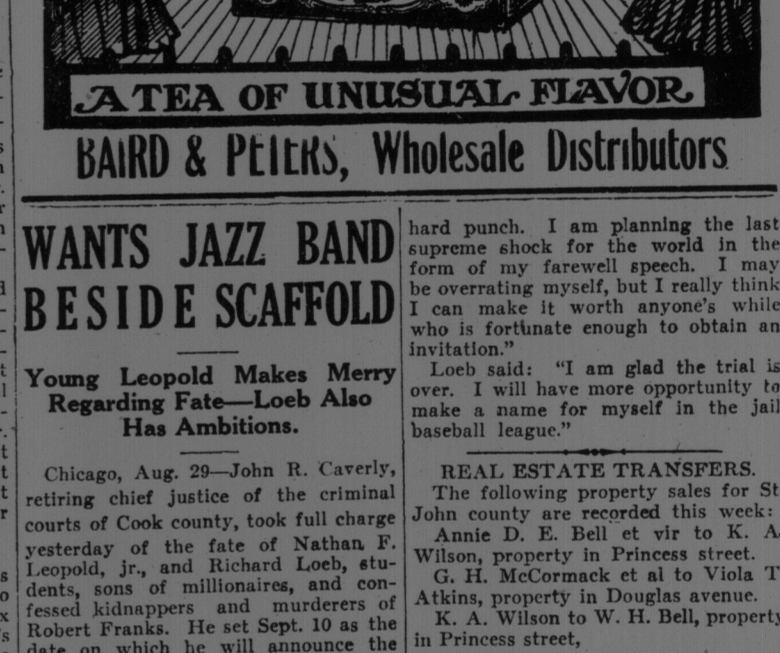 A TEA OF UNUSUAL FLAVOR
BAIRD & PETERS, Wholesale Distributors
WANTS JAZZ BAND
BESIDE SCAFFOLD
Young Leopold Makes Merry
Regarding Fate—Loeb Also
Has Ambitions.
Chicago, Aug. 29—John R. Caverly,
retiring chief justice of the criminal
courts of Cook county, took full charge
yesterday of the fate of Nathan F.
Leopold, jr., and Richard Loeb, stu-
dents, sons of millionaires, and con-
fessed kidnappers and murderers of
Robert Franks. He set Sept. 10 as the
date on which he will announce the
hard punch. I am planning the last
supreme shock for the world in the
form of my farewell speech. I may
be overrating myself, but I really think
I can make it worth anyone's while
who is fortunate enough to obtain an
invitation."
Loeb said: "I am glad the trial is
over. I will have more opportunity to
make a name for myself in the jail
baseball league."
REAL ESTATE TRANSFERS.
The following property sales for St
John county are recorded this week:
Annie D. E. Bell et vir to K. A.
Wilson, property in Princess street.
G. H. McCormack et al to Viola T
Atkins, property in Douglas avenue.
K. A. Wilson to W. H. Bell, property
in Princess street,